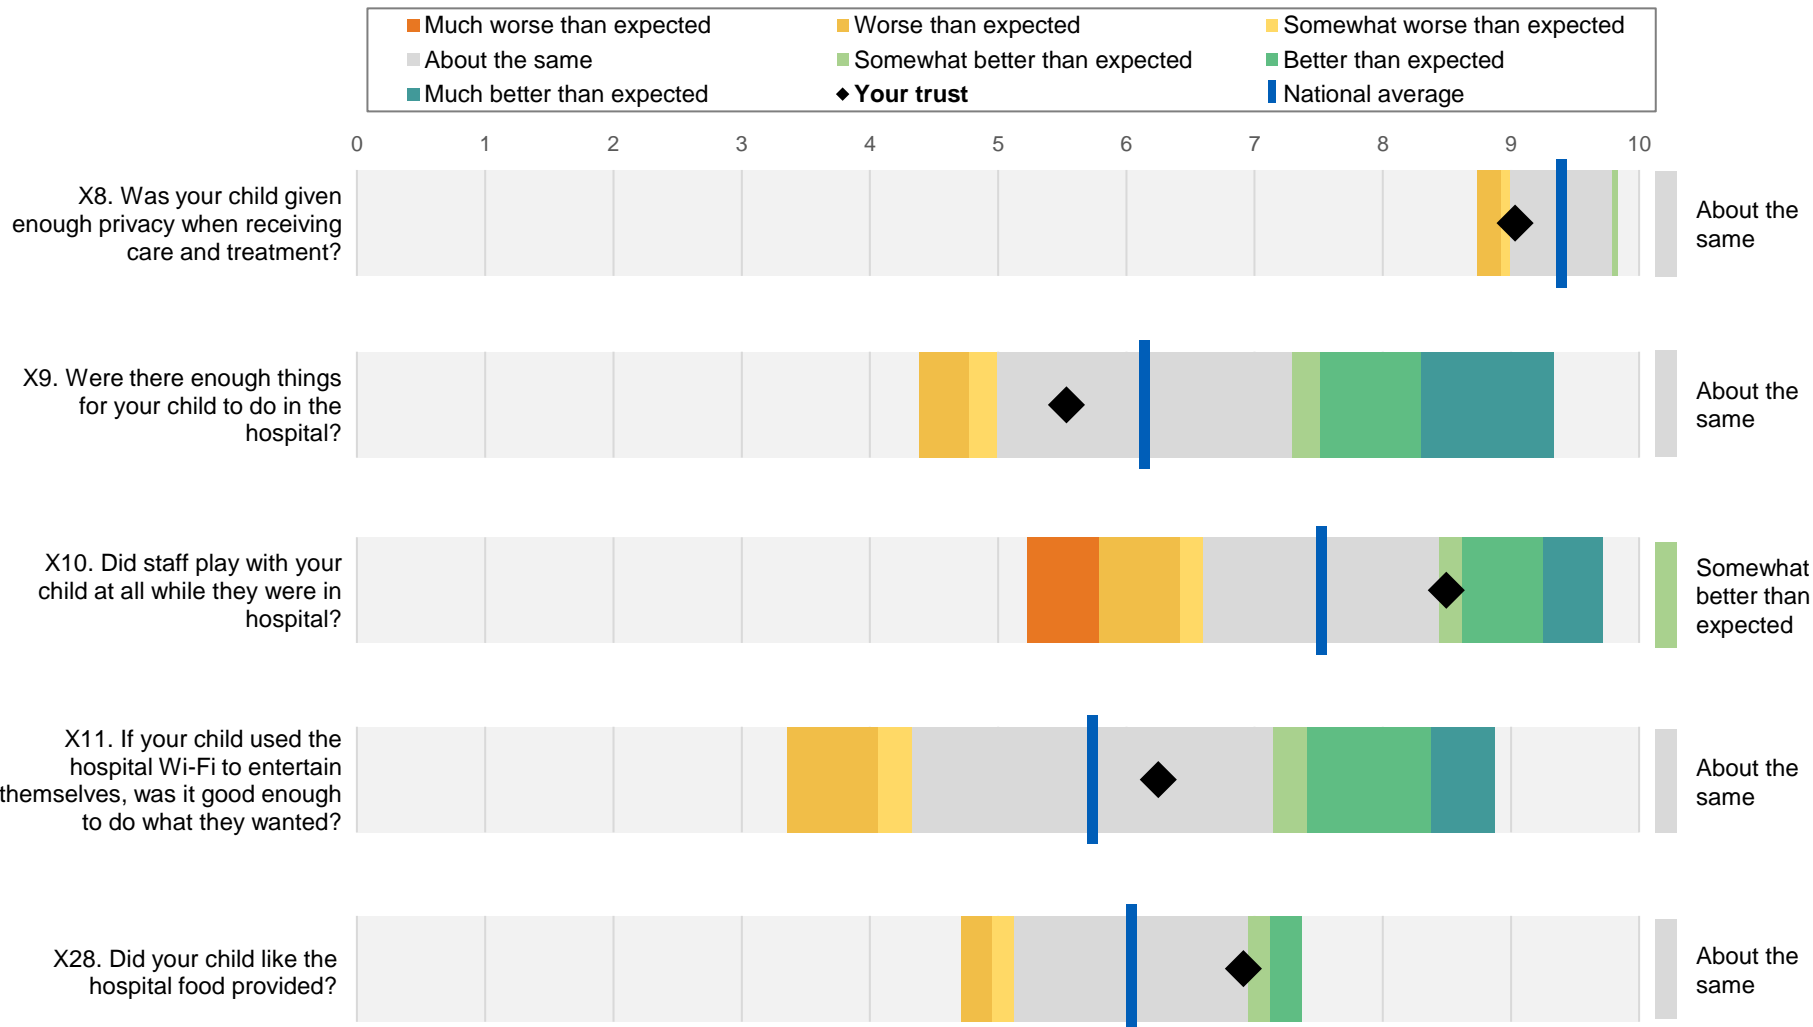 Much worse than expected
Worse than expected
Somewhat worse than expected
About the same
Somewhat better than expected
Better than expected
Much better than expected
Your trust
National average
0 1 2 3 4 5 6 7 8 9 10
X8. Was your child given
enough privacy when receiving
care and treatment?
About the
same
X9. Were there enough things
for your child to do in the
hospital?
About the
same
X10. Did staff play with your
child at all while they were in
hospital?
Somewhat
better than
expected
X11. If your child used the
hospital Wi-Fi to entertain
themselves, was it good enough
to do what they wanted?
About the
same
X28. Did your child like the
hospital food provided?
About the
same